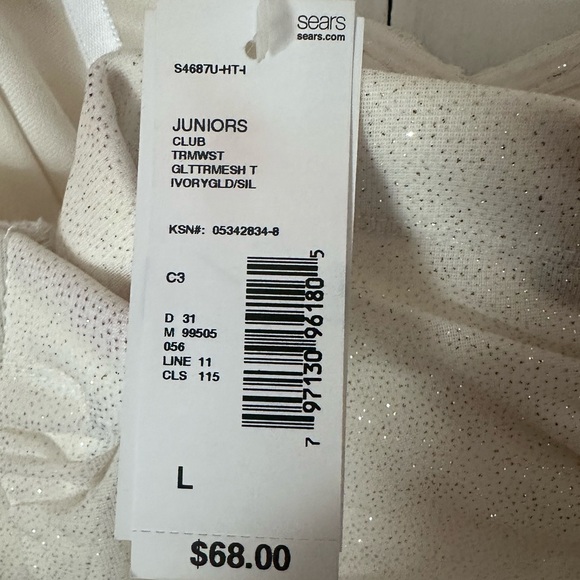 sears
sears.com
S4687U-HT-I
JUNIORS
CLUB
TRMWST
GLTTRMESH T
IVORYGLD/SIL
KSN#: 05342834-8
C3
D 31
M 99505
056
LINE 11
CLS 115
7 97130 96180 5
L
$68.00